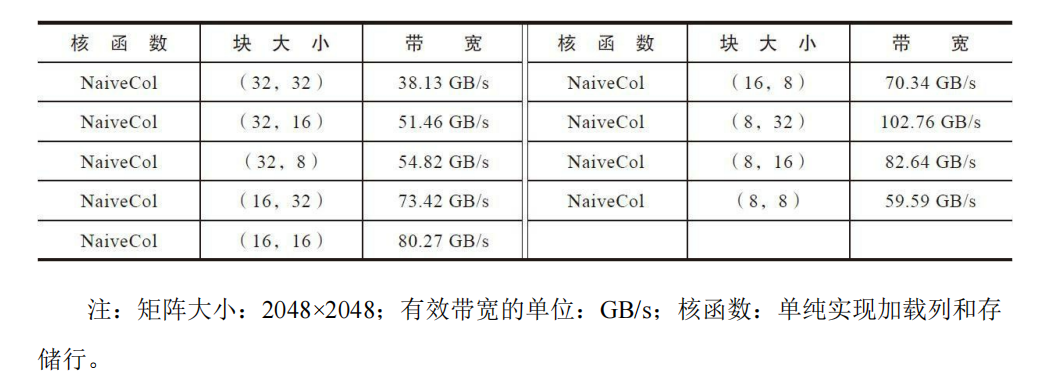 核函数 块大小 带宽 核函数 块大小 带宽
NaiveCol (32,32) 38.13 GB/s NaiveCol (16,8) 70.34 GB/s
NaiveCol (32,16) 51.46 GB/s NaiveCol (8,32) 102.76 GB/s
NaiveCol (32,8) 54.82 GB/s NaiveCol (8,16) 82.64 GB/s
NaiveCol (16,32) 73.42 GB/s NaiveCol (8,8) 59.59 GB/s
NaiveCol (16,16) 80.27 GB/s
注：矩阵大小：2048×2048；有效带宽的单位：GB/s；核函数：单纯实现加载列和存
储行。